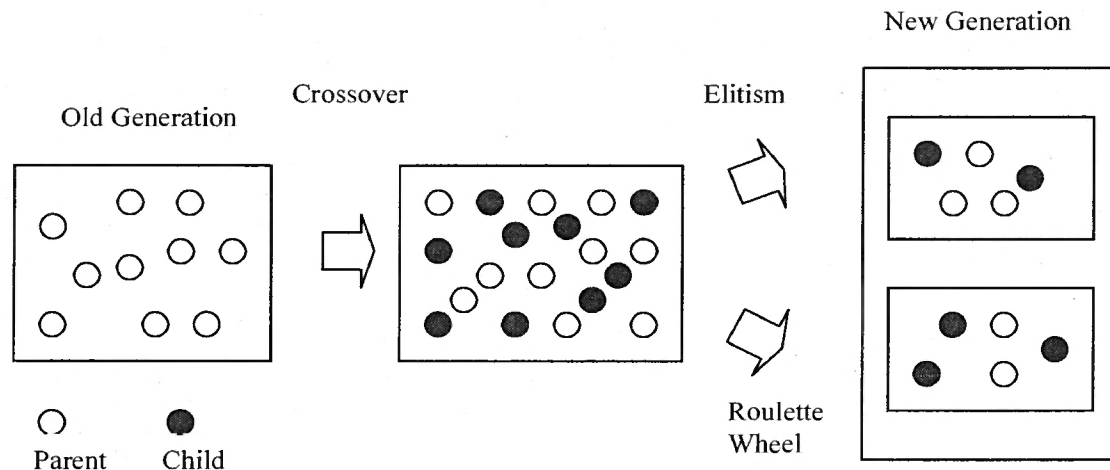 New Generation
Crossover
Elitism
Old Generation
Roulette
Wheel
Parent
Child